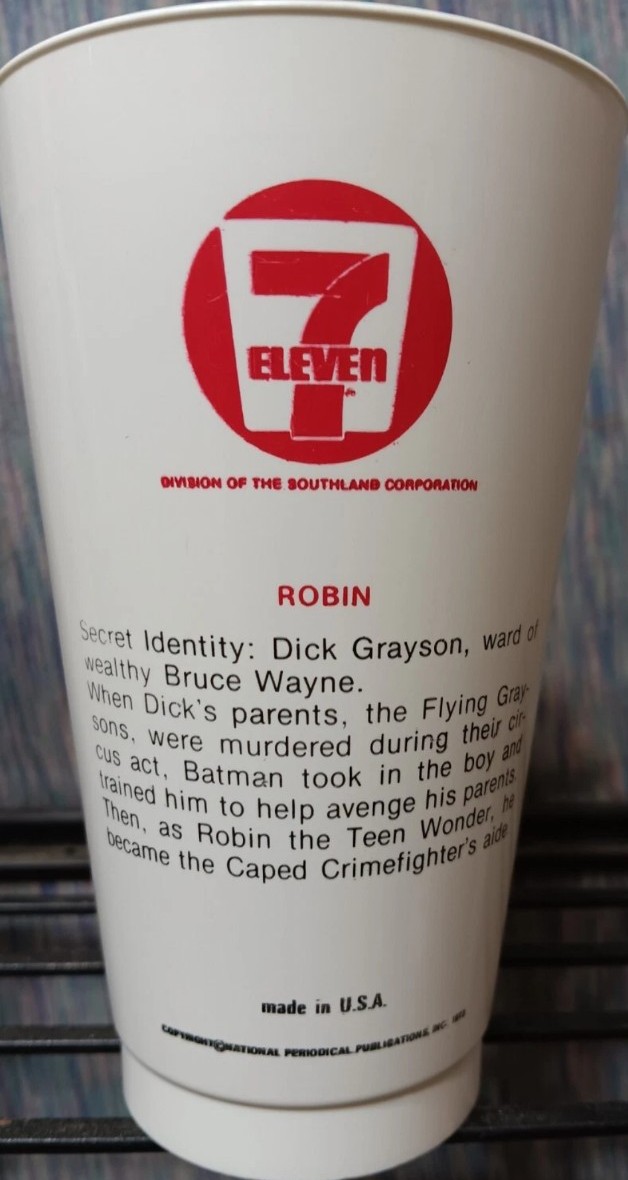 7
ELEVEn
DIVISION OF THE SOUTHLAND CORPORATION
ROBIN
Secret Identity: Dick Grayson, ward of
wealthy Bruce Wayne.
When Dick's parents, the Flying Gray-
sons, were murdered during their cir-
cus act, Batman took in the boy and
trained him to help avenge his parents.
Then, as Robin the Teen Wonder, he
became the Caped Crimefighter's aide
made in U.S.A.
COPYRIGHT © NATIONAL PERIODICAL PUBLICATIONS, INC.